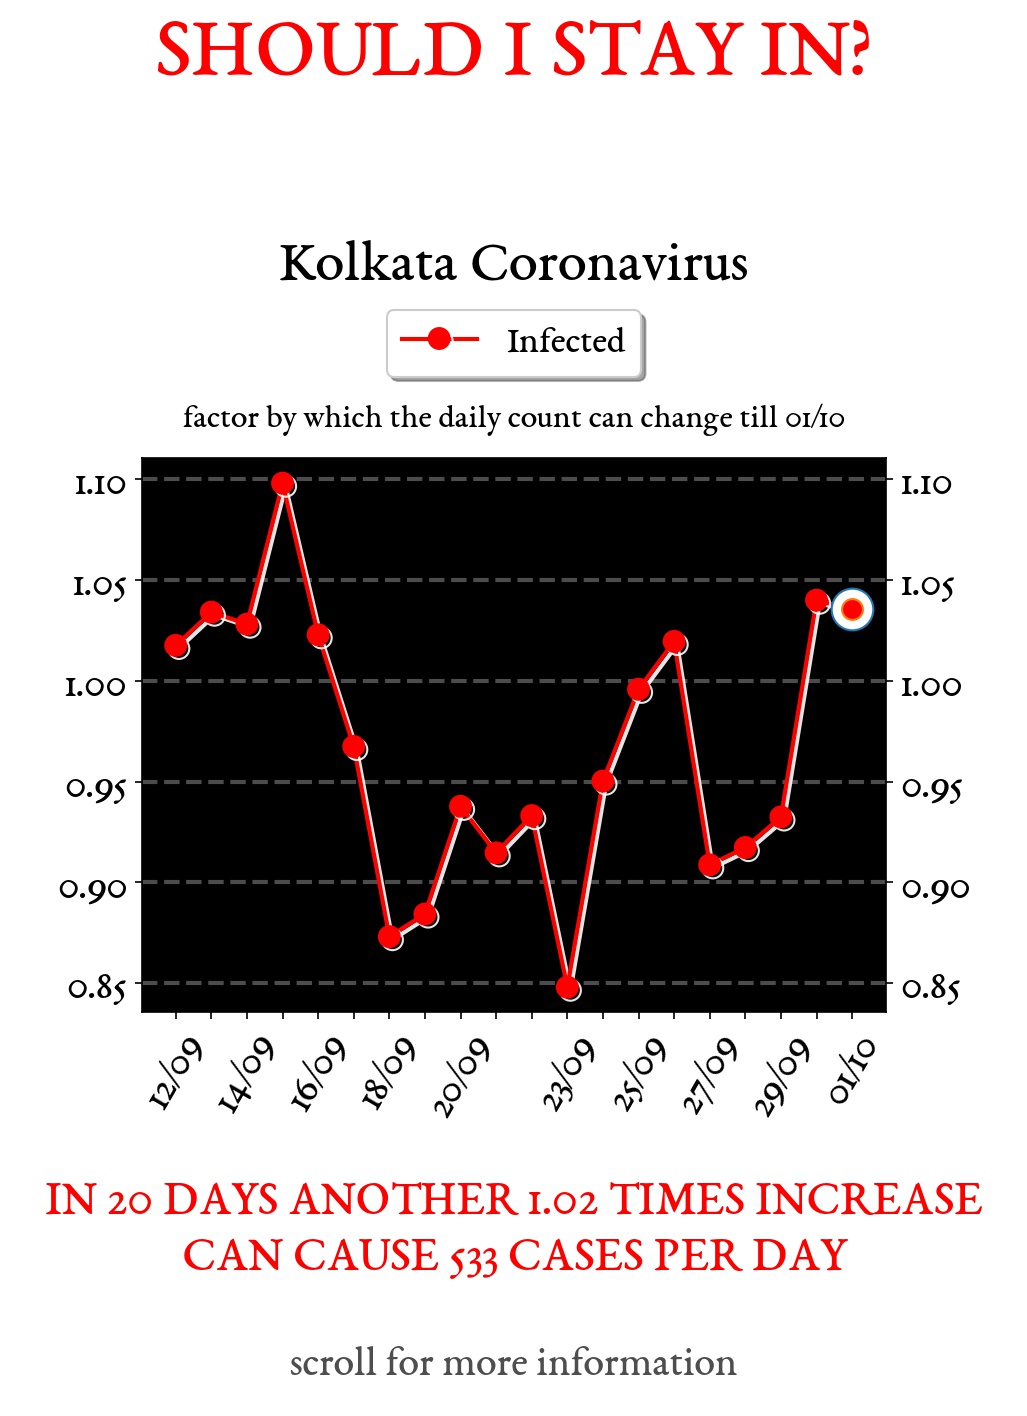 SHOULD I STAY IN?
Kolkata Coronavirus
Infected
factor by which the daily count can change till 01/10
1.10 1.10
1.05 1.05
1.00 1.00
0.95 0.95
0.90 0.90
0.85 0.85
12/09 14/09 16/09 18/09 20/09 23/09 25/09 27/09 29/09 01/10
IN 20 DAYS ANOTHER 1.02 TIMES INCREASE
CAN CAUSE 533 CASES PER DAY
scroll for more information